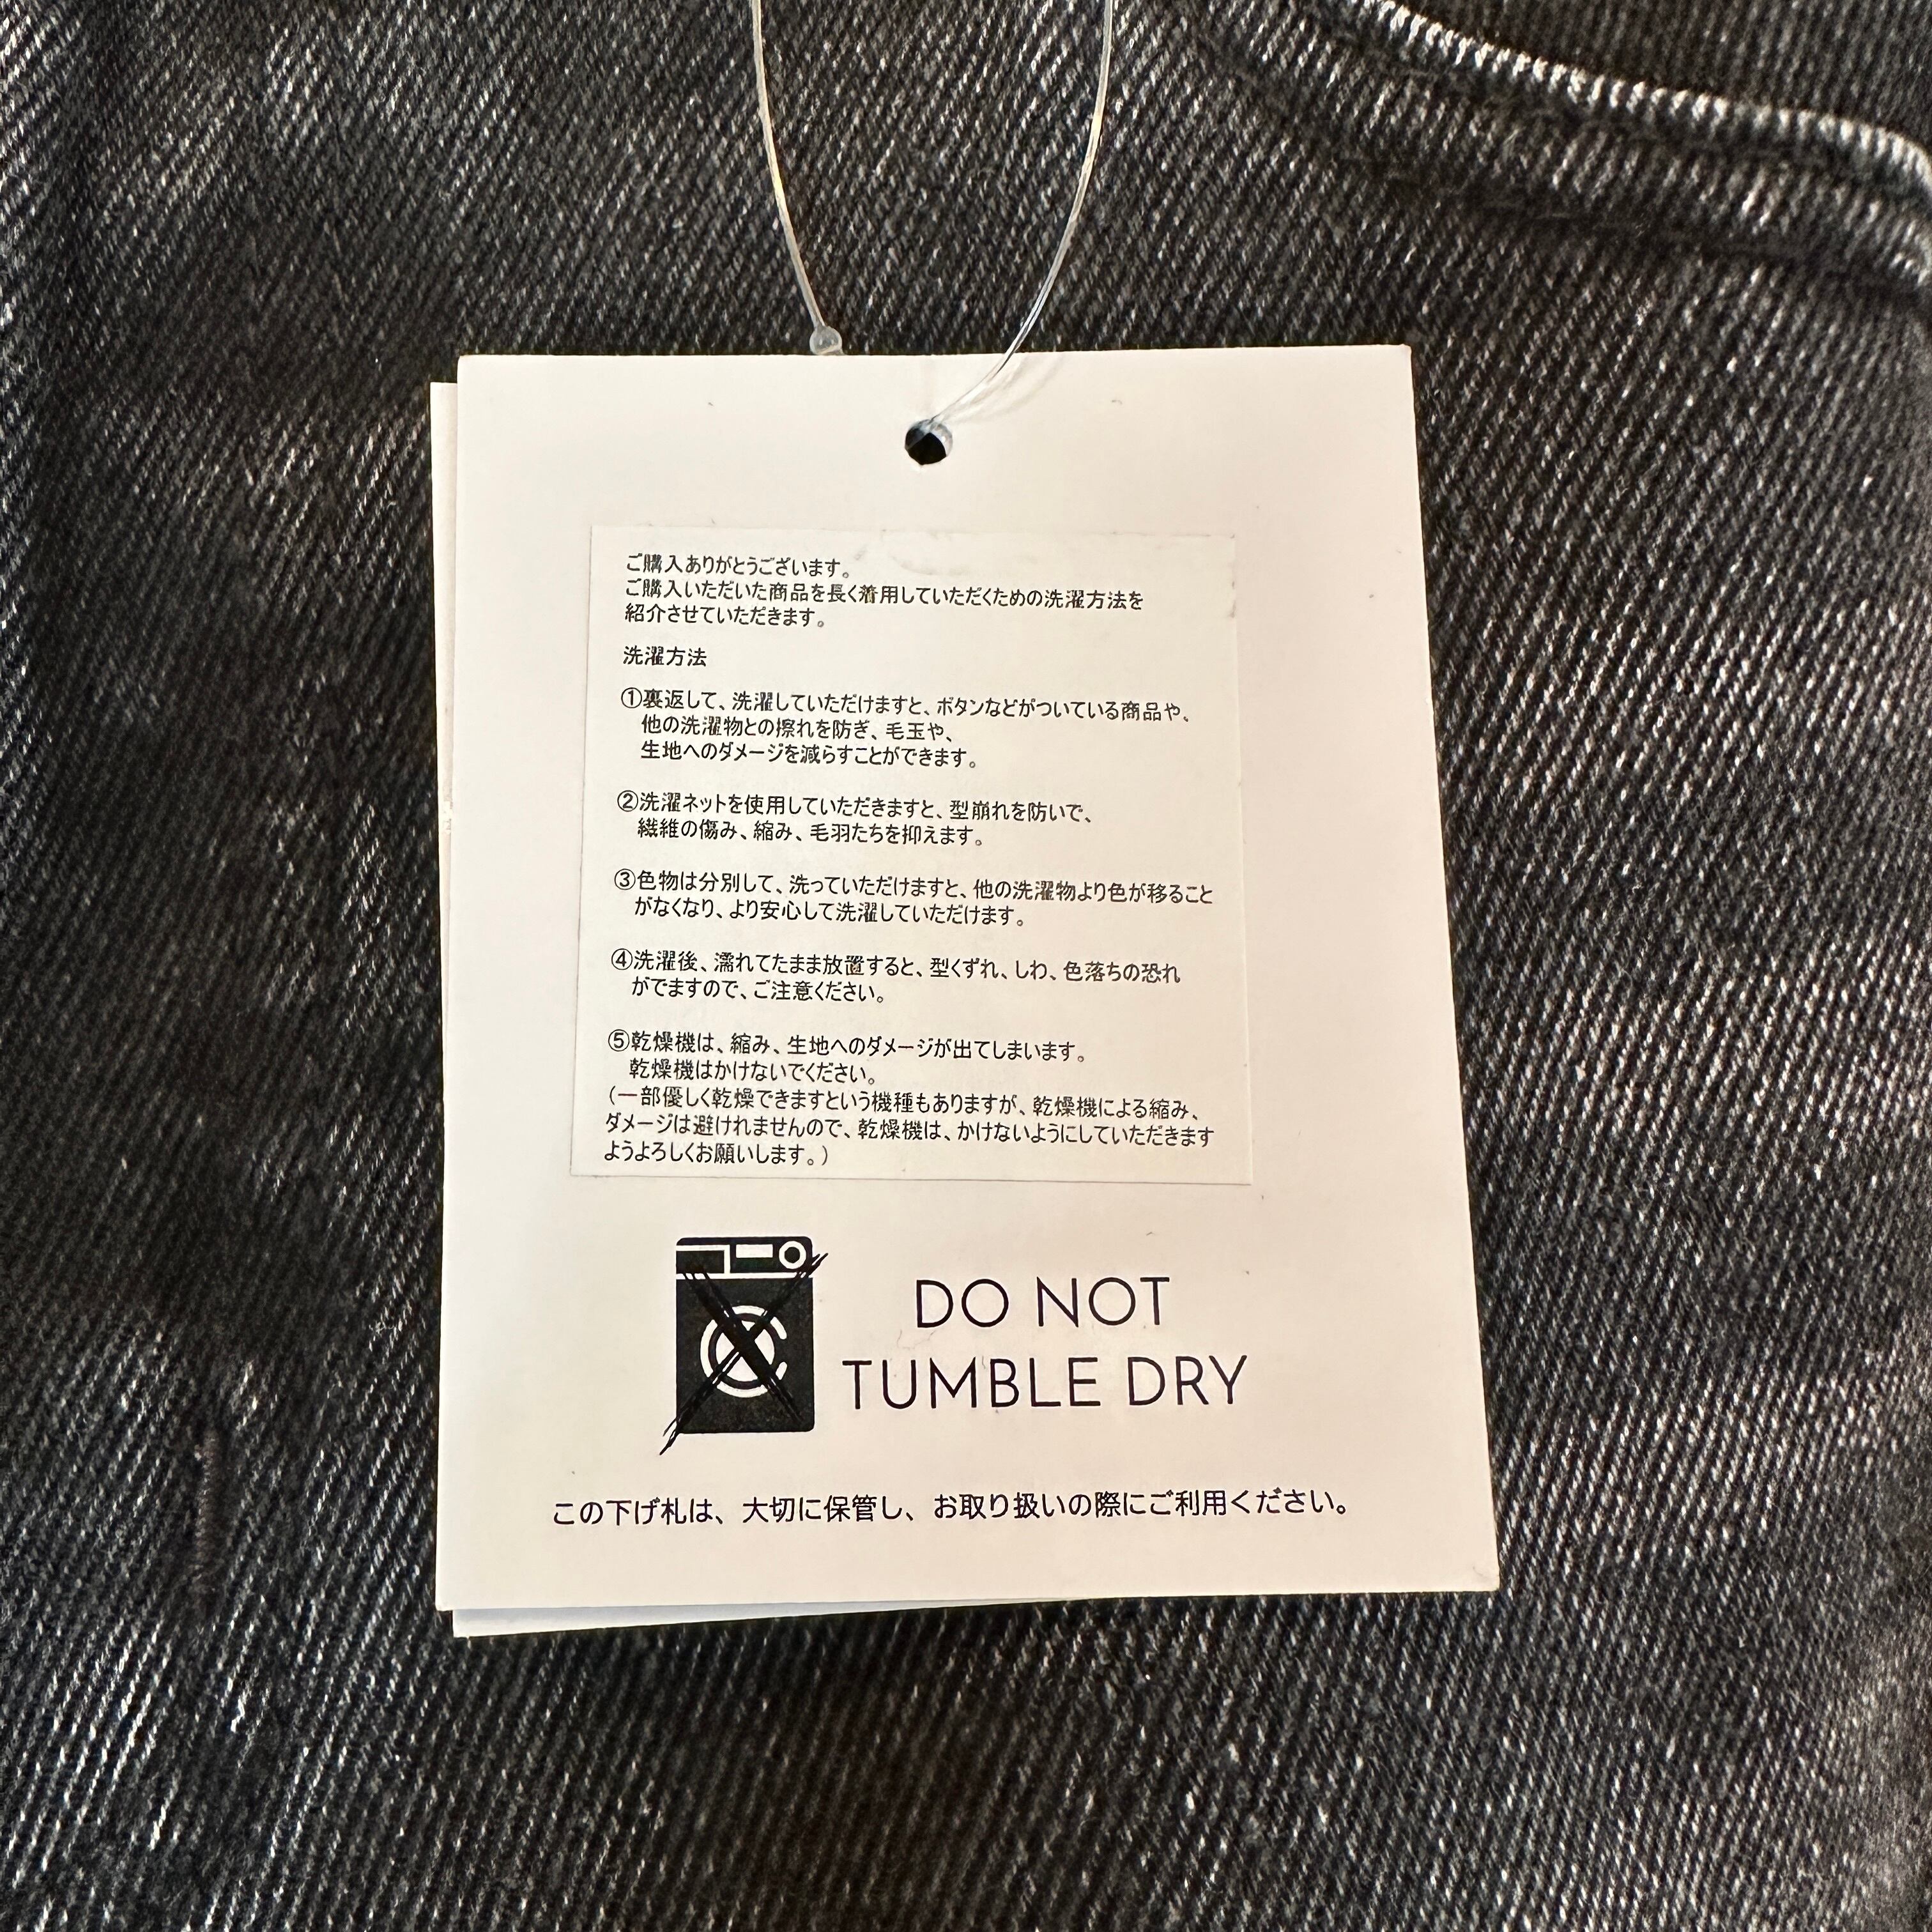 ご購入ありがとうございます。
ご購入いただいた商品を長く着用していただくための洗濯方法を
紹介させていただきます。
洗濯方法
①裏返して、洗濯していただけますと、ボタンなどがついている商品や、
他の洗濯物との擦れを防ぎ、毛玉や、
生地へのダメージを減らすことができます。
②洗濯ネットを使用していただきますと、型崩れを防いで、
繊維の傷み、縮み、毛羽たちを抑えます。
③色物は分別して、洗っていただけますと、他の洗濯物より色が移ること
がなくなり、より安心して洗濯していただけます。
④洗濯後、濡れてたまま放置すると、型くずれ、しわ、色落ちの恐れ
がでますので、ご注意ください。
⑤乾燥機は、縮み、生地へのダメージが出てしまいます。
乾燥機はかけないでください。
(一部優しく乾燥できますという機種もありますが、乾燥機による縮み、
ダメージは避けれませんので、乾燥機は、かけないようにしていただきます
ようよろしくお願いします。)
DO NOT
TUMBLE DRY
この下げ札は、大切に保管し、お取り扱いの際にご利用ください。